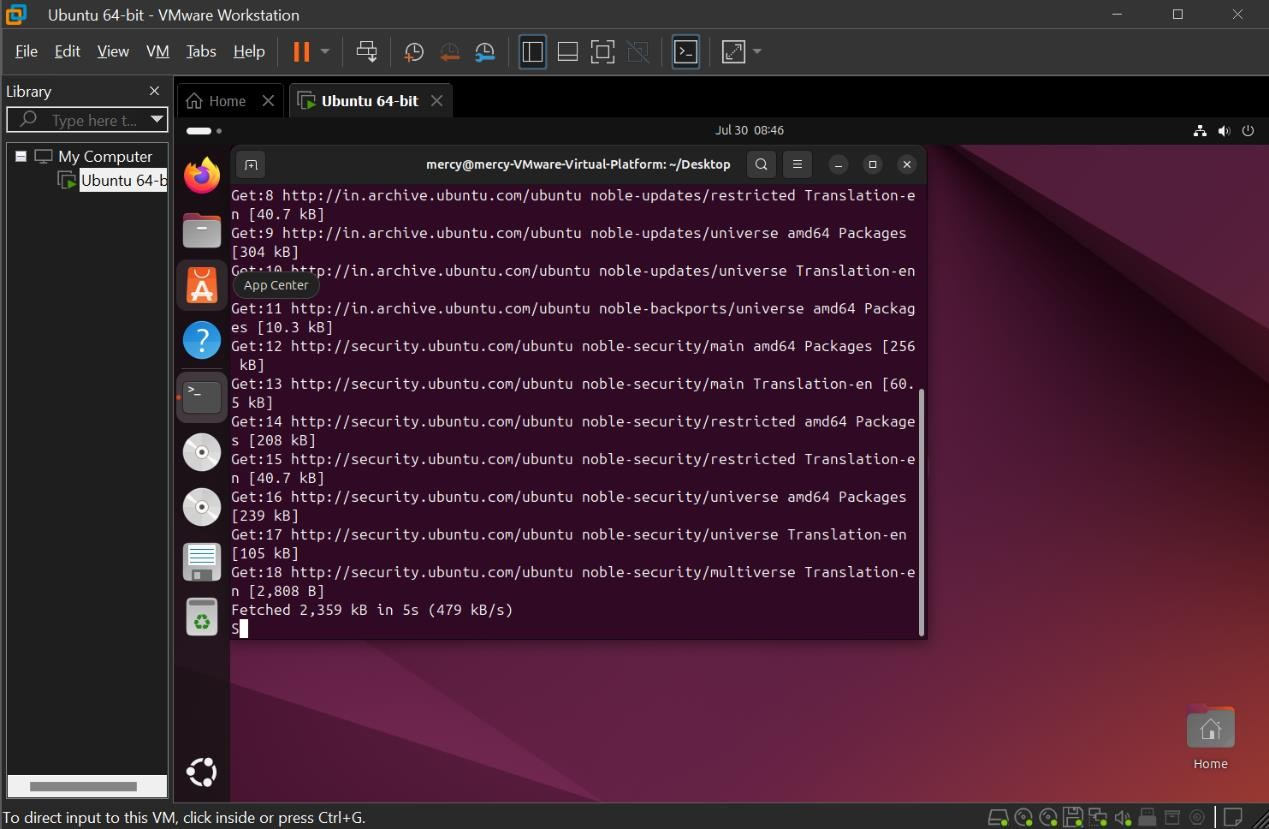 Ubuntu 64-bit - VMware Workstation
File Edit View VM Tabs Help
Library
Type here t...
My Computer
Ubuntu 64-b
Home
Ubuntu 64-bit
Jul 30 08:46
mercy@mercy-VMware-Virtual-Platform: ~/Desktop
Get:8 http://in.archive.ubuntu.com/ubuntu noble-updates/restricted Translation-e
n [40.7 kB]
Get:9 http://in.archive.ubuntu.com/ubuntu noble-updates/universe amd64 Packages
[304 kB]
Get:10 http://in.archive.ubuntu.com/ubuntu noble-updates/universe Translation-en
App Center
Get:11 http://in.archive.ubuntu.com/ubuntu noble-backports/universe amd64 Packag
es [10.3 kB]
Get:12 http://security.ubuntu.com/ubuntu noble-security/main amd64 Packages [256
kB]
Get:13 http://security.ubuntu.com/ubuntu noble-security/main Translation-en [60.
5 kB]
Get:14 http://security.ubuntu.com/ubuntu noble-security/restricted amd64 Package
s [208 kB]
Get:15 http://security.ubuntu.com/ubuntu noble-security/restricted Translation-e
n [40.7 kB]
Get:16 http://security.ubuntu.com/ubuntu noble-security/universe amd64 Packages
[239 kB]
Get:17 http://security.ubuntu.com/ubuntu noble-security/universe Translation-en
[105 kB]
Get:18 http://security.ubuntu.com/ubuntu noble-security/multiverse Translation-e
n [2,808 B]
Fetched 2,359 kB in 5s (479 kB/s)
S
Home
To direct input to this VM, click inside or press Ctrl+G.